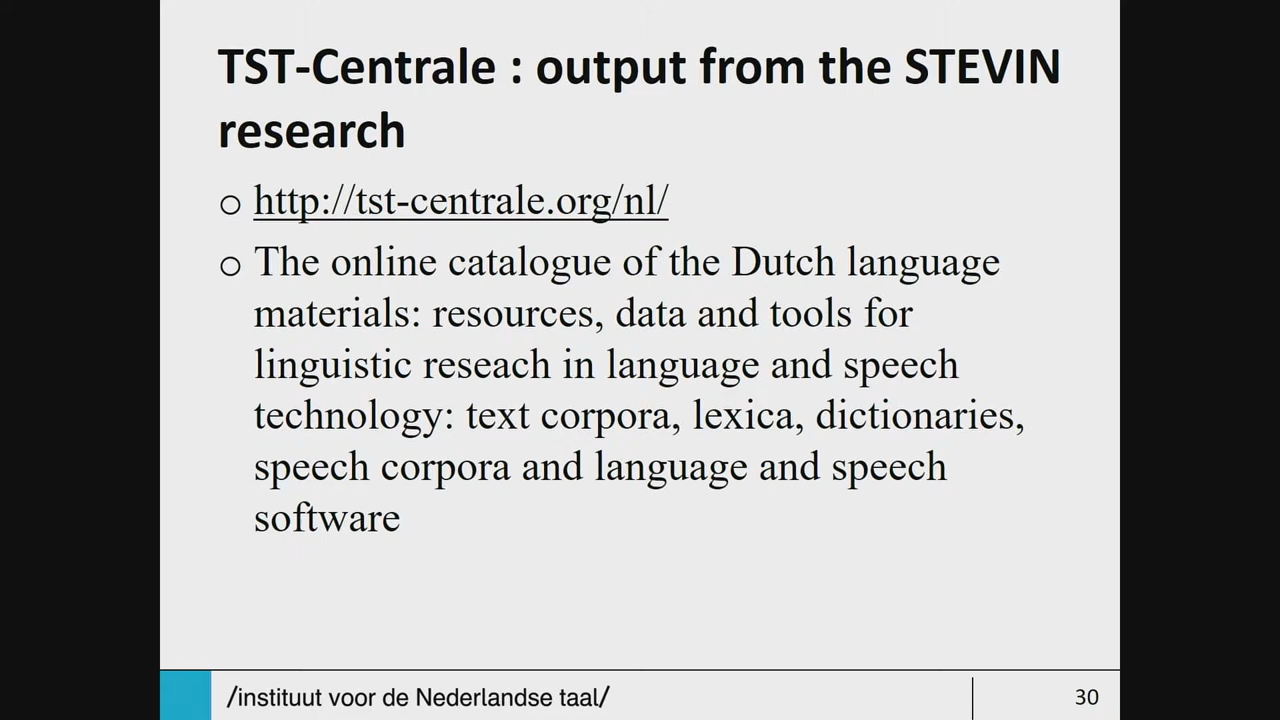 TST-Centrale : output from the STEVIN
research
o http://tst-centrale.org/nl/
o The online catalogue of the Dutch language
materials: resources, data and tools for
linguistic reseach in language and speech
technology: text corpora, lexica, dictionaries,
speech corpora and language and speech
software
/instituut voor de Nederlandse taal/
30